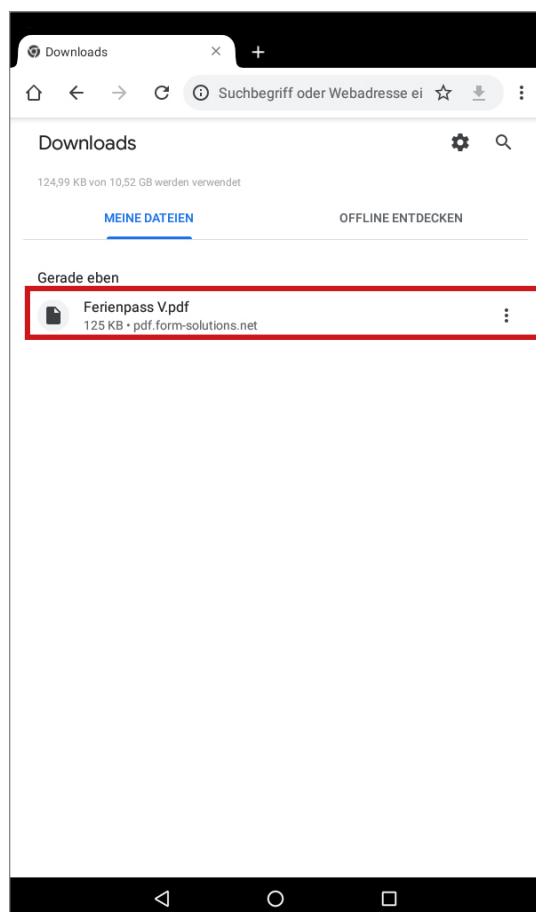 Downloads
Suchbegriff oder Webadresse ei
Downloads
124,99 KB von 10,52 GB werden verwendet
MEINE DATEIEN OFFLINE ENTDECKEN
Gerade eben
Ferienpass V.pdf
125 KB • pdf.form-solutions.net